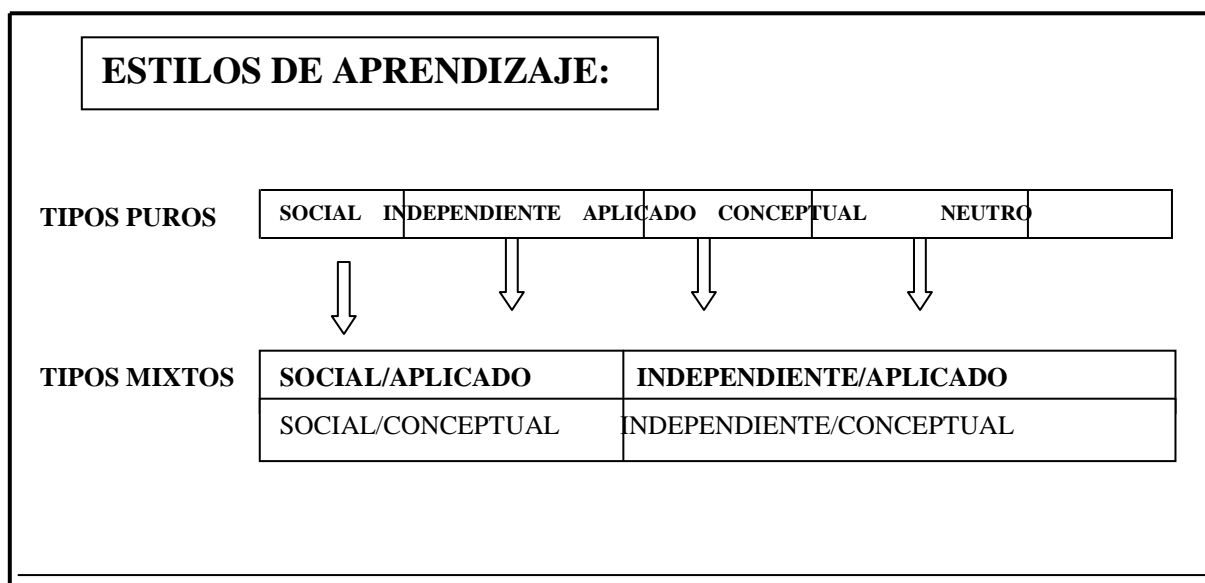 ESTILOS DE APRENDIZAJE:
TIPOS PUROS SOCIAL INDEPENDIENTE APLICADO CONCEPTUAL NEUTRO
TIPOS MIXTOS SOCIAL/APLICADO INDEPENDIENTE/APLICADO
SOCIAL/CONCEPTUAL INDEPENDIENTE/CONCEPTUAL